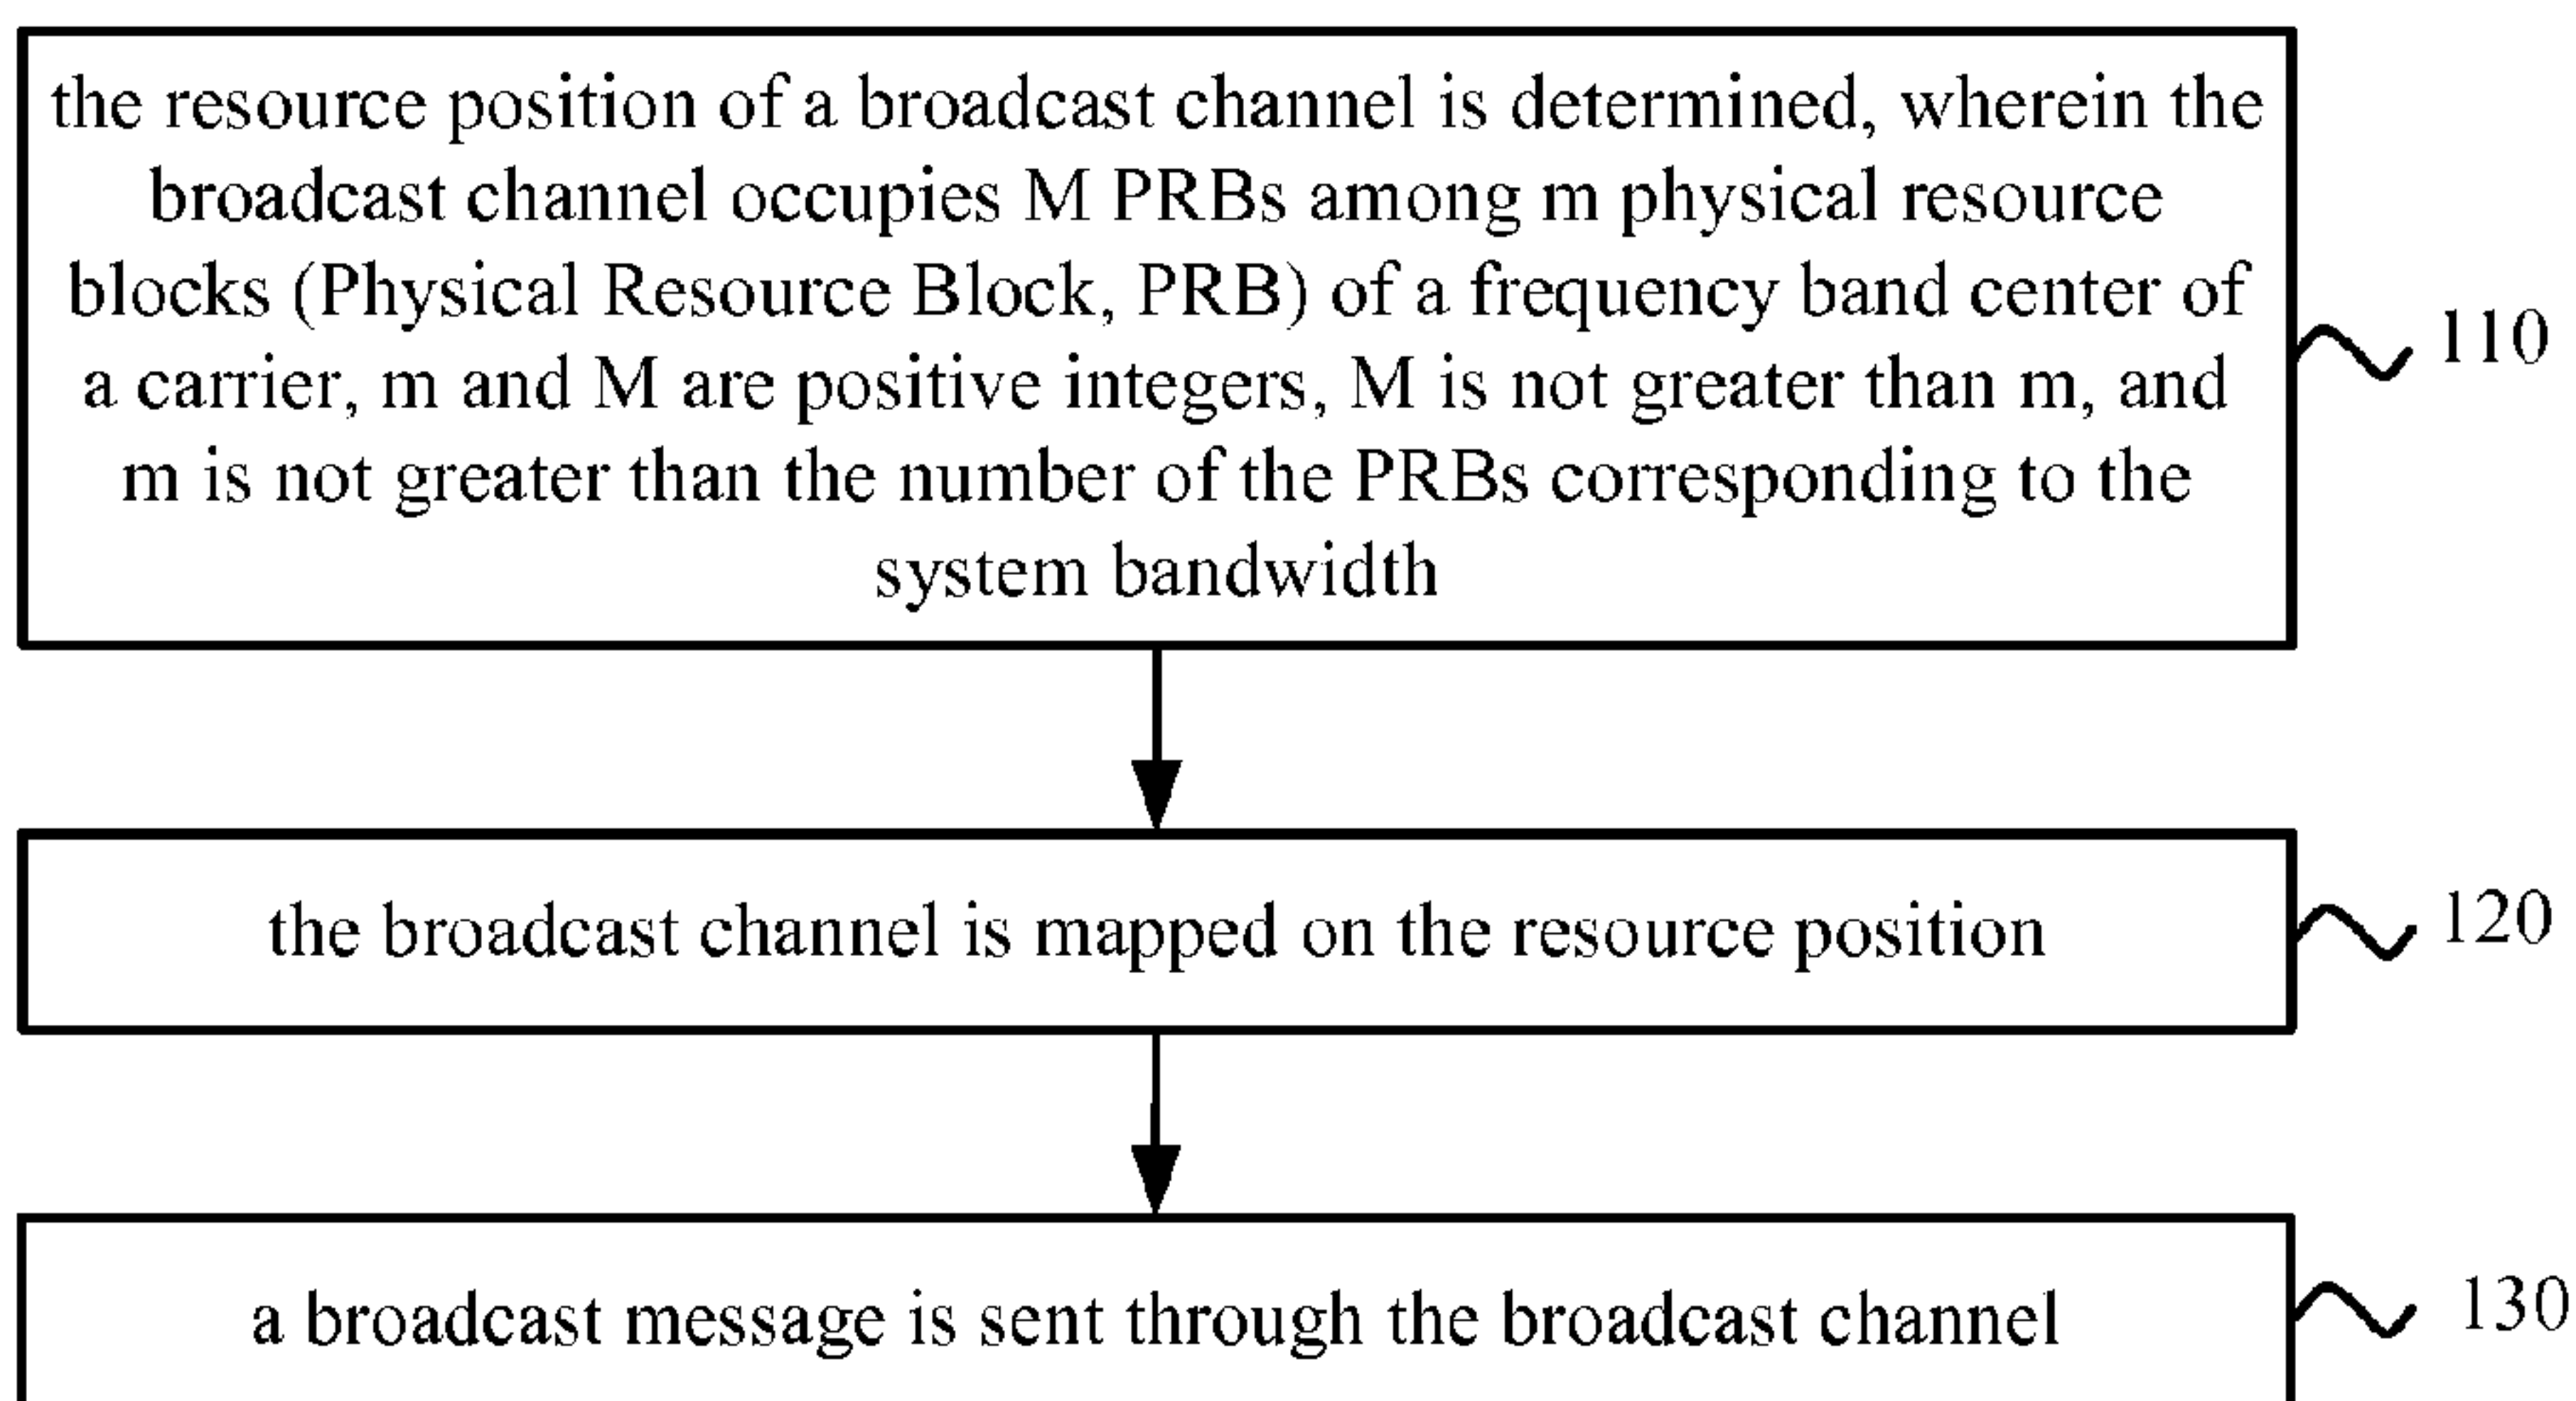 the resource position of a broadcast channel is determined, wherein the
broadcast channel occupies M PRBs among m physical resource
blocks (Physical Resource Block, PRB) of a frequency band center of
a carrier, m and M are positive integers, M is not greater than m, and
m is not greater than the number of the PRBs corresponding to the
system bandwidth
110
the broadcast channel is mapped on the resource position
120
a broadcast message is sent through the broadcast channel
130